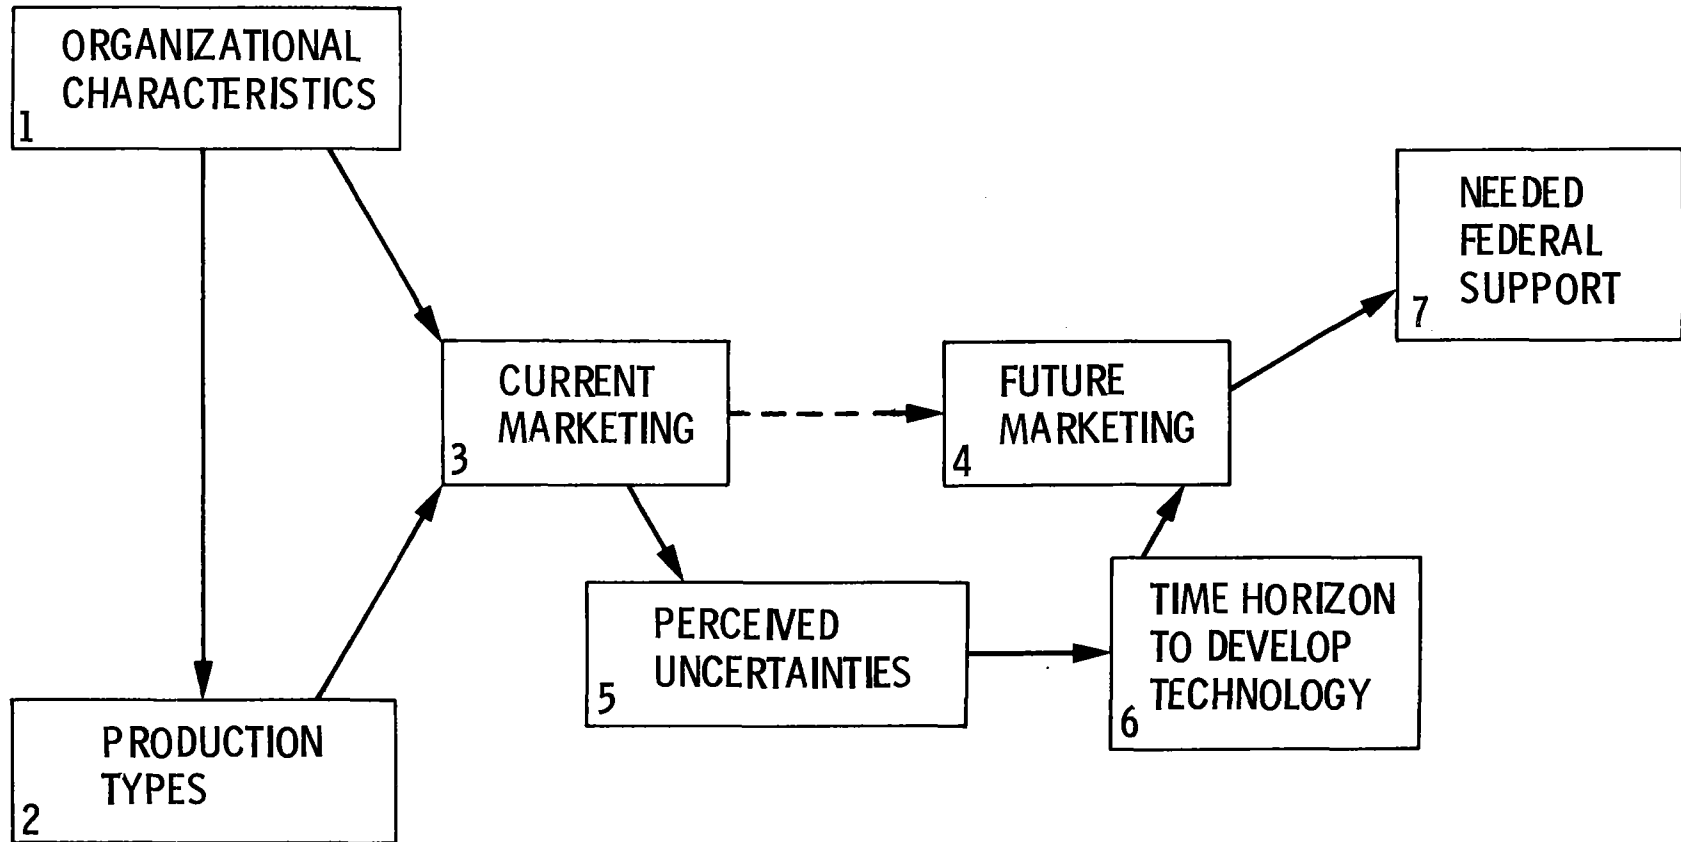 ORGANIZATIONAL
CHARACTERISTICS
1
NEEDED
FEDERAL
SUPPORT
7
CURRENT
MARKETING
3
FUTURE
MARKETING
4
PERCEIVED
UNCERTAINTIES
5
TIME HORIZON
TO DEVELOP
TECHNOLOGY
6
PRODUCTION
TYPES
2